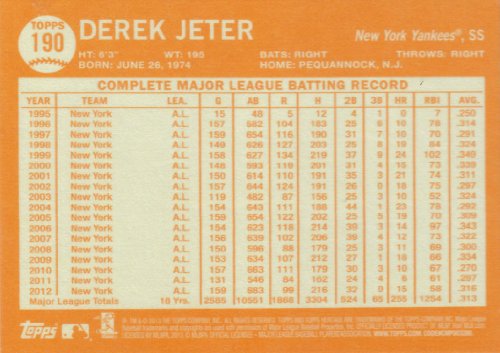 TOPPS
190
DEREK JETER
New York Yankees®, SS
HT: 6'3" WT: 195 BATS: RIGHT THROWS: RIGHT
BORN: JUNE 26, 1974 HOME: PEQUANNOCK, N.J.
COMPLETE MAJOR LEAGUE BATTING RECORD
YEAR TEAM LEA. G AB R H 2B 3B HR RBI AVG.
1995 New York A.L. 15 48 5 12 4 1 0 7 .250
1996 New York A.L. 157 582 104 183 25 6 10 78 .314
1997 New York A.L. 159 654 116 190 31 7 10 70 .291
1998 New York A.L. 149 626 127 203 25 8 19 84 .324
1999 New York A.L. 158 627 134 219 37 9 24 102 .349
2000 New York A.L. 148 593 119 201 31 4 15 73 .339
2001 New York A.L. 150 614 110 191 35 3 21 74 .311
2002 New York A.L. 157 644 124 191 26 0 18 75 .297
2003 New York A.L. 119 482 87 156 25 3 10 52 .324
2004 New York A.L. 154 643 111 188 44 1 23 78 .292
2005 New York A.L. 159 654 122 202 25 5 19 70 .309
2006 New York A.L. 154 623 118 214 39 3 14 97 .343
2007 New York A.L. 156 639 102 206 39 4 12 73 .322
2008 New York A.L. 150 596 88 179 25 3 11 69 .300
2009 New York A.L. 153 634 107 212 27 1 18 66 .334
2010 New York A.L. 157 663 111 179 30 3 10 67 .270
2011 New York A.L. 131 546 84 162 24 4 6 61 .297
2012 New York A.L. 159 683 99 216 32 0 15 58 .316
Major League Totals 18 Yrs. 2585 10551 1868 3304 524 65 255 1254 .313
Topps